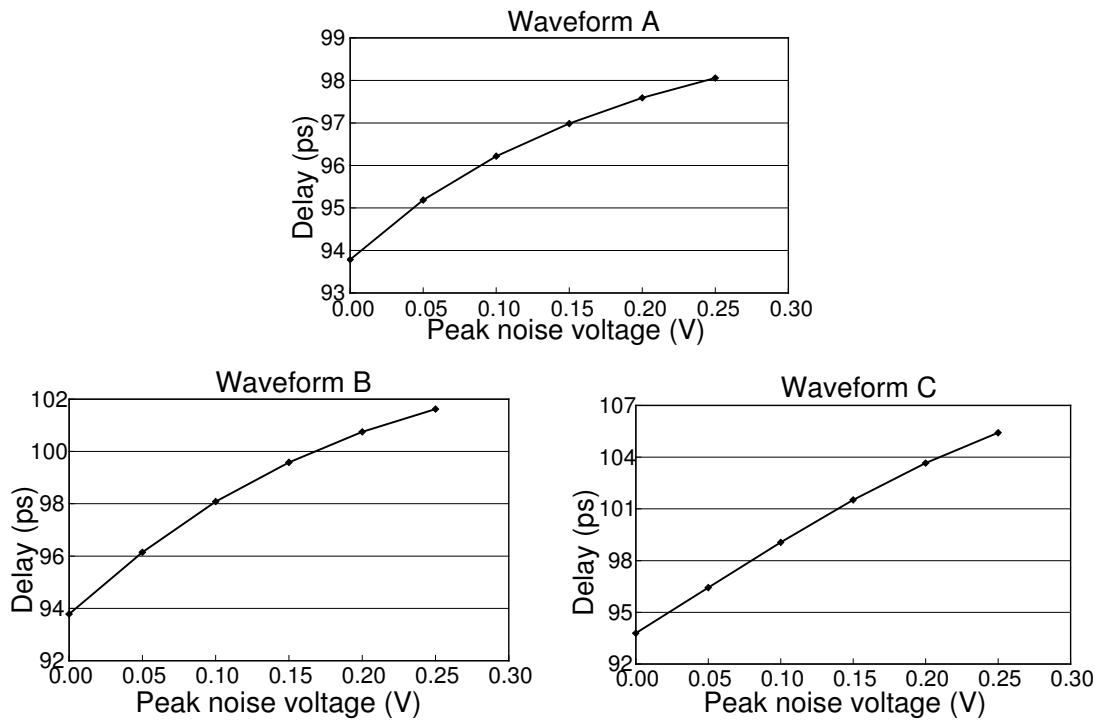 Waveform A
Delay (ps)
99
98
97
96
95
94
93
0.00 0.05 0.10 0.15 0.20 0.25 0.30
Peak noise voltage (V)
Waveform B
Delay (ps)
102
100
98
96
94
92
0.00 0.05 0.10 0.15 0.20 0.25 0.30
Peak noise voltage (V)
Waveform C
Delay (ps)
107
104
101
98
95
92
0.00 0.05 0.10 0.15 0.20 0.25 0.30
Peak noise voltage (V)